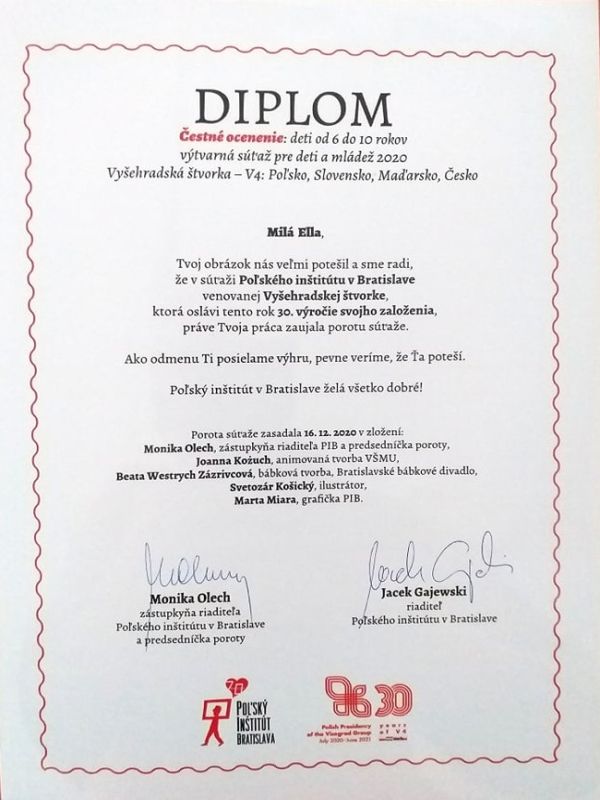 DIPLOM
Čestné ocenenie: deti od 6 do 10 rokov
výtvarná súťaž pre deti a mládež 2020
Vyšehradská štvorka – V4: Poľsko, Slovensko, Maďarsko, Česko
Milá Ella,
Tvoj obrázok nás veľmi potešil a sme radi,
že v súťaži Poľského inštitútu v Bratislave
venovanej Vyšehradskej štvorke,
ktorá oslávi tento rok 30. výročie svojho založenia,
práve Tvoja práca zaujala porotu súťaže.
Ako odmenu Ti posielame výhru, pevne veríme, že Ťa poteší.
Poľský inštitút v Bratislave želá všetko dobré!
Porota súťaže zasadala 16. 12. 2020 v zložení:
Monika Olech, zástupkyňa riaditeľa PIB a predsedníčka poroty,
Joanna Kożuch, animovaná tvorba VŠMU,
Beata Westrych Zázrivcová, bábková tvorba, Bratislavské bábkové divadlo,
Svetozár Košický, ilustrátor,
Marta Miara, grafička PIB.
Monika Olech
zástupkyňa riaditeľa
Poľského inštitútu v Bratislave
a predsedníčka poroty
Jacek Gajewski
riaditeľ
Poľského inštitútu v Bratislave
POĽSKÝ
INŠTITÚT
BRATISLAVA
30
Polish Presidency
of the Visegrad Group
July 2020–June 2021
years
of V4